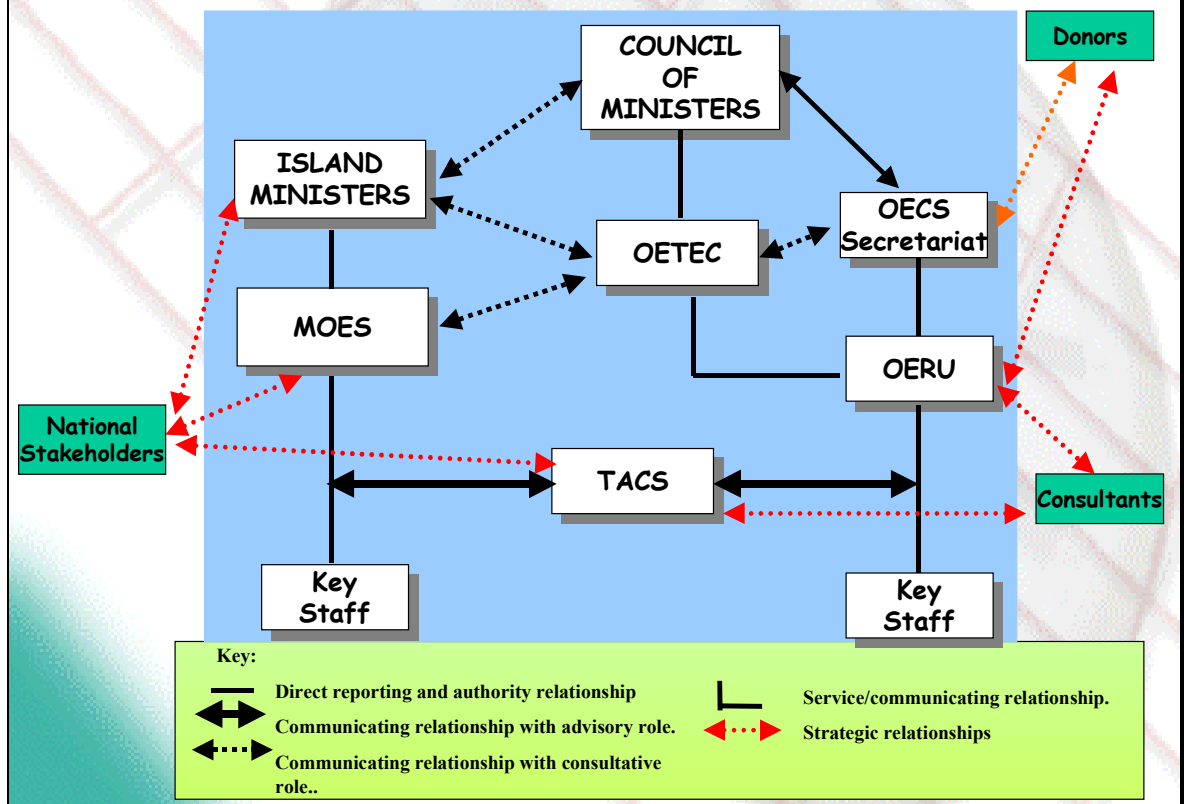 COUNCIL
OF
MINISTERS
Donors
ISLAND
MINISTERS
OECS
Secretariat
OETEC
MOES
OERU
National
Stakeholders
TACS
Consultants
Key
Staff
Key
Staff
Key:
Direct reporting and authority relationship
Communicating relationship with advisory role.
Communicating relationship with consultative
role..
Service/communicating relationship.
Strategic relationships